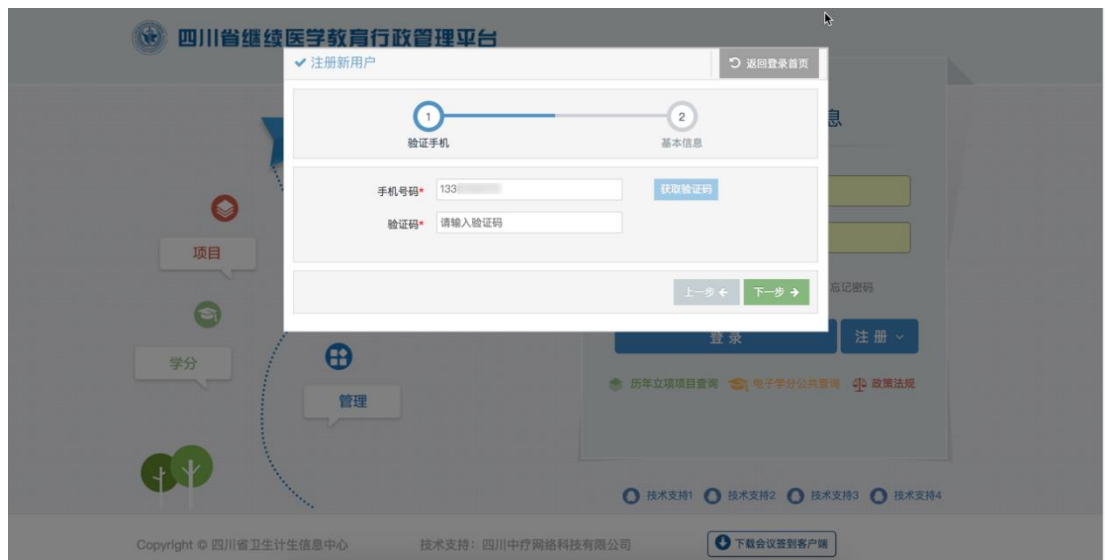 四川省继续医学教育行政管理平台
注册新用户
返回登录首页
1
2
验证手机
基本信息
息
手机号码*
133
获取验证码
验证码*
请输入验证码
项目
上一步
下一步
忘记密码
登录
注册
学分
管理
历年立项项目查询
电子学分公共查询
政策法规
技术支持1
技术支持2
技术支持3
技术支持4
Copyright © 四川省卫生计生信息中心
技术支持：四川中疗网络科技有限公司
下载会议签到客户端